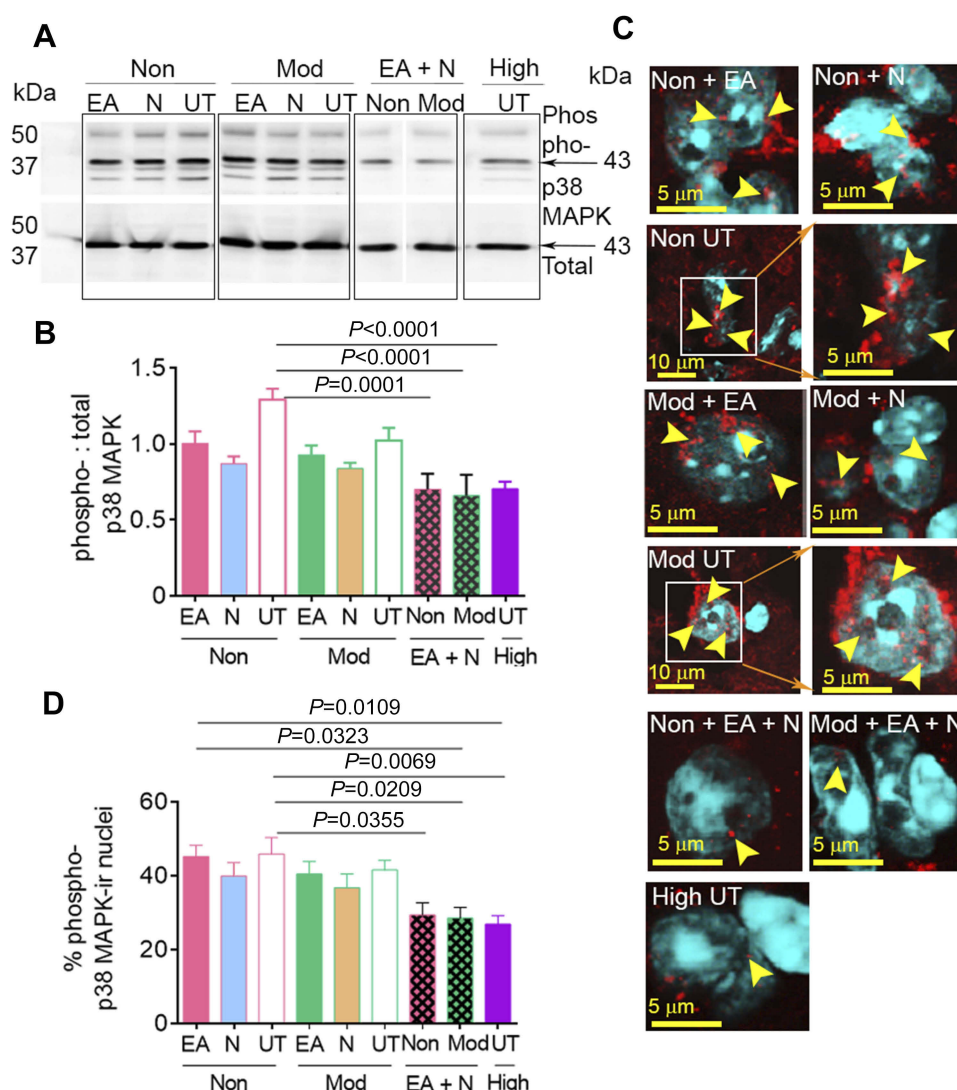 A
Non
Mod
EA + N
High
kDa
EA
N
UT
EA
N
UT
Non
Mod
UT
kDa
Phos
pho-
p38
MAPK
Total
50
37
43
50
37
43
B
P<0.0001
P<0.0001
P=0.0001
phospho- : total
p38 MAPK
1.5
1.0
0.5
0
EA
N
UT
EA
N
UT
Non
Mod
UT
Non
Mod
EA + N
High
D
P=0.0109
P=0.0323
P=0.0069
P=0.0209
P=0.0355
% phospho-
p38 MAPK-ir nuclei
60
40
20
0
EA
N
UT
EA
N
UT
Non
Mod
UT
Non
Mod
EA + N
High
C
Non + EA
5 µm
Non + N
5 µm
Non UT
10 µm
5 µm
Mod + EA
5 µm
Mod + N
5 µm
Mod UT
10 µm
5 µm
Non + EA + N
5 µm
Mod + EA + N
5 µm
High UT
5 µm